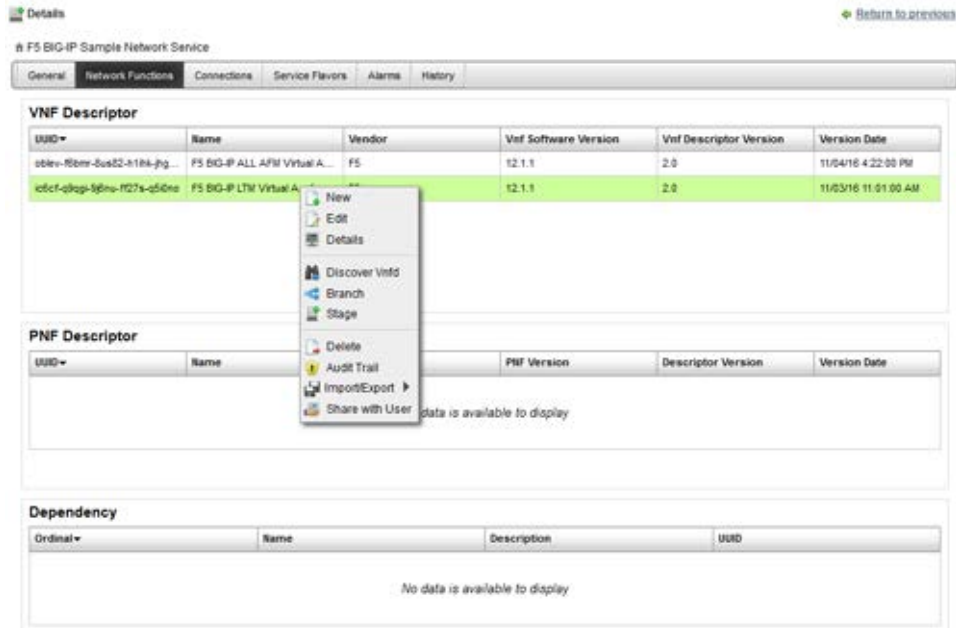 Details
Return to previous
F5 BIG-IP Sample Network Service
General Network Functions Connections Service Flavors Alarms History
VNF Descriptor
UUID Name Vendor Vnf Software Version Vnf Descriptor Version Version Date
F5 BIG-IP ALL AFM Virtual A... F5 12.1.1 2.0 11/04/16 4:22:00 PM
F5 BIG-IP LTM Virtual 12.1.1 2.0 11/03/16 11:01:00 AM
New
Edit
Details
Discover Vnfd
Branch
Stage
Delete
Audit Trail
Import/Export
Share with User
PNF Descriptor
UUID Name PNF Version Descriptor Version Version Date
data is available to display
Dependency
Ordinal Name Description UUID
No data is available to display